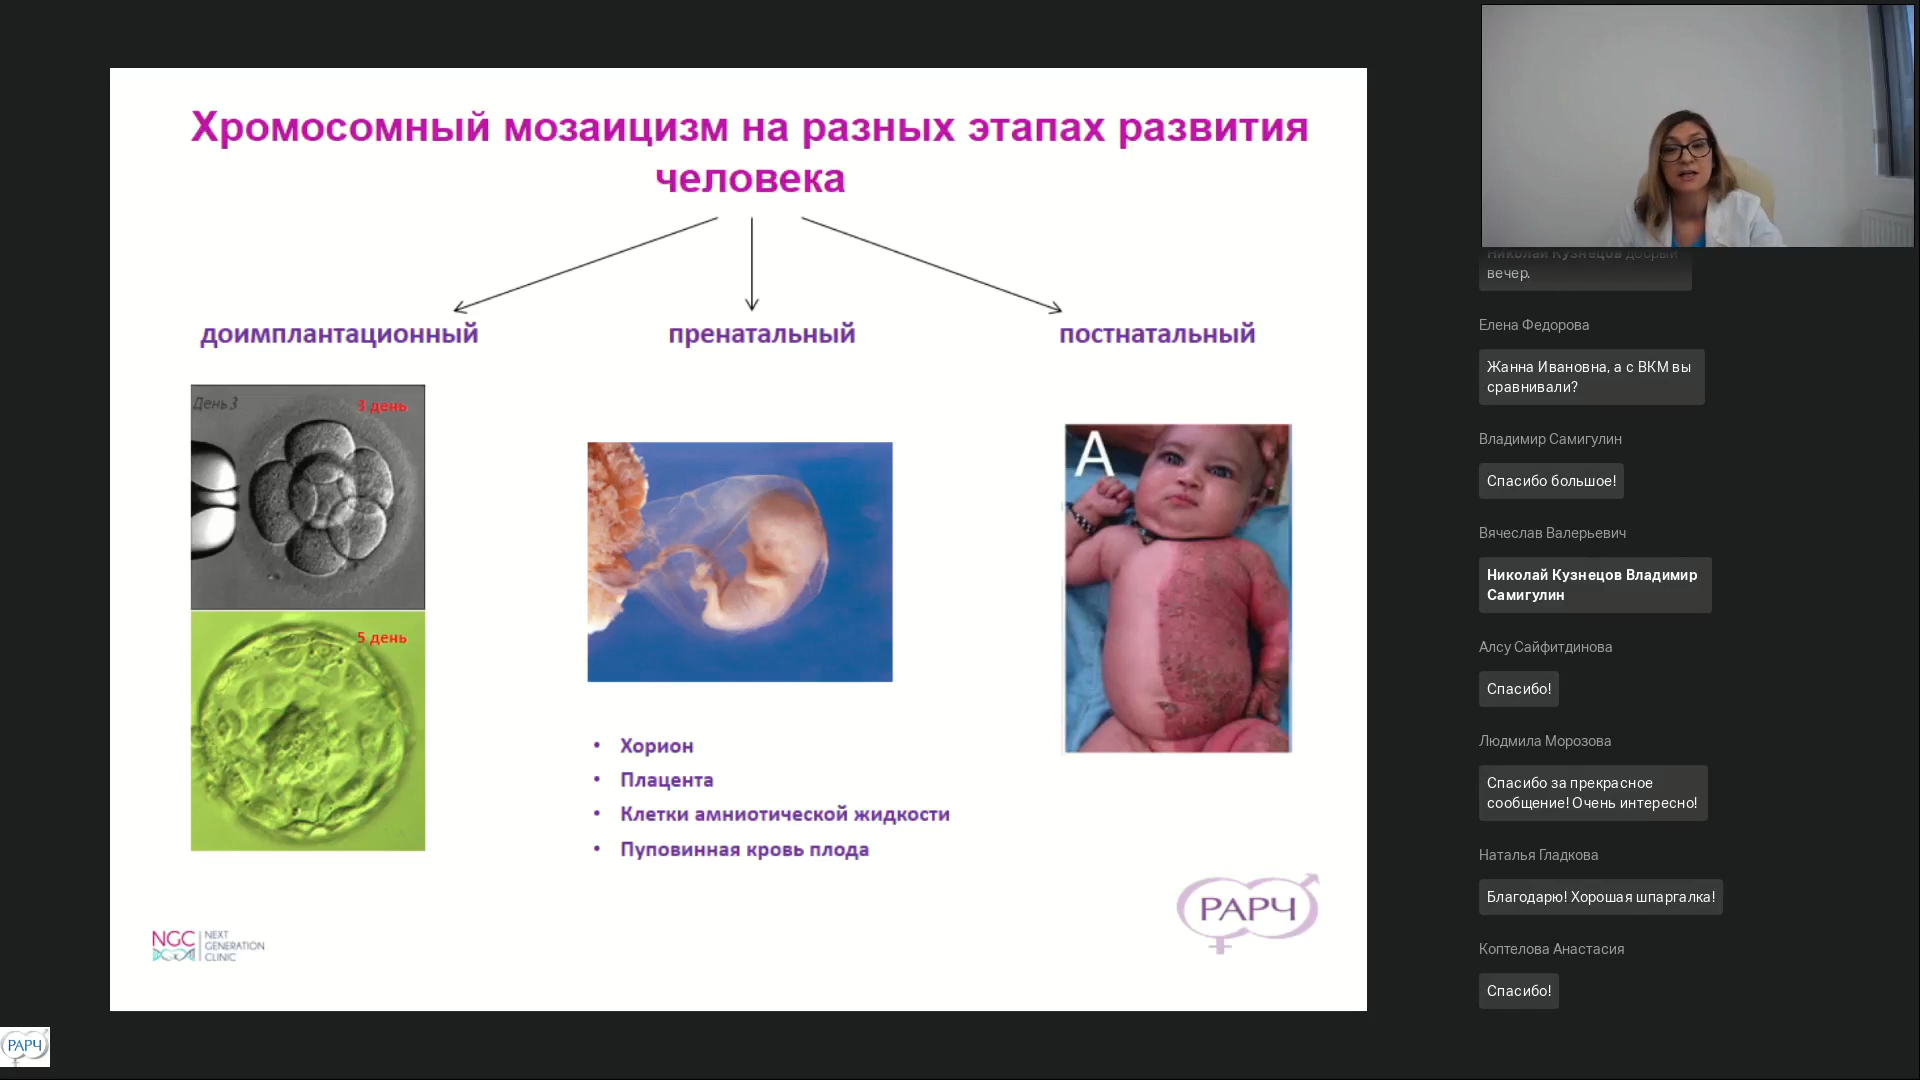 Хромосомный мозаицизм на разных этапах развития
человека
доимплантационный
пренатальный
постнатальный
День 3
3 день
5 день
A
• Хорион
• Плацента
• Клетки амниотической жидкости
• Пуповинная кровь плода
NGC
NEXT
GENERATION
CLINIC
РАРЧ
РАРЧ
Николай Кузнецов добрый
вечер.
Елена Федорова
Жанна Ивановна, а с ВКМ вы
сравнивали?
Владимир Самигулин
Спасибо большое!
Вячеслав Валерьевич
Николай Кузнецов Владимир
Самигулин
Алсу Сайфитдинова
Спасибо!
Людмила Морозова
Спасибо за прекрасное
сообщение! Очень интересно!
Наталья Гладкова
Благодарю! Хорошая шпаргалка!
Коптелова Анастасия
Спасибо!